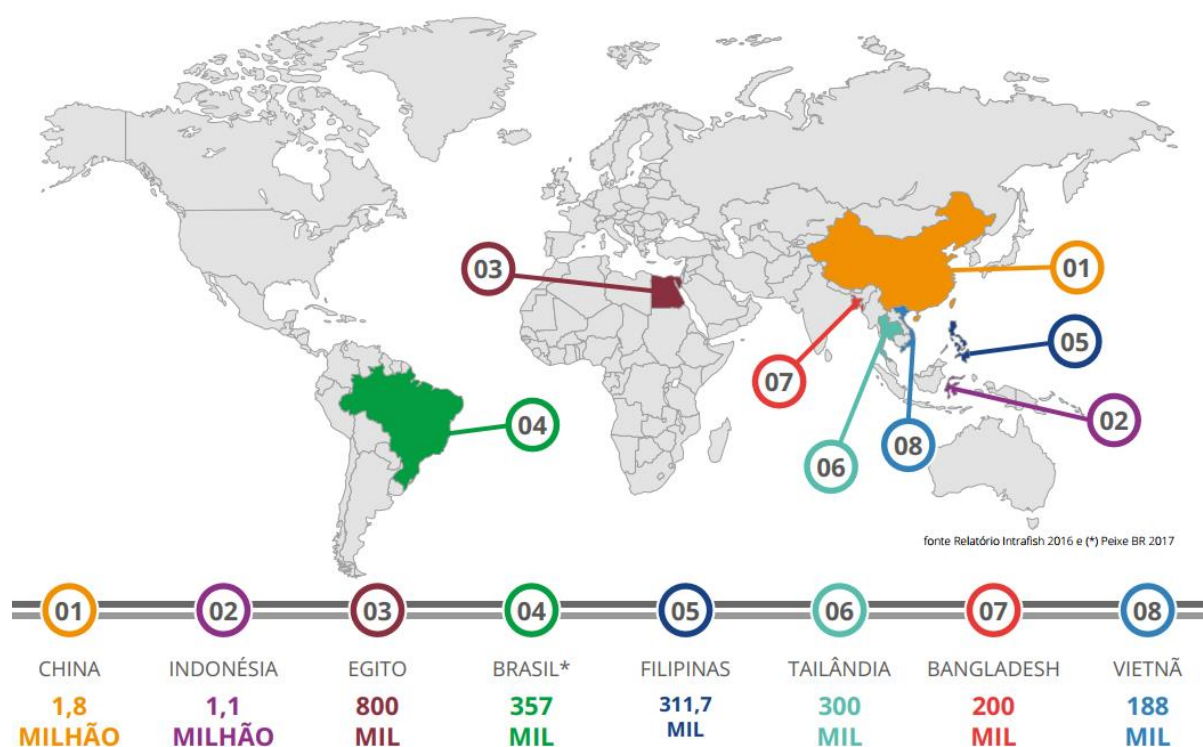 03
01
05
07
02
04
08
06
fonte Relatório Intrafish 2016 e (*) Peixe BR 2017
01 02 03 04 05 06 07 08
CHINA INDONÉSIA EGITO BRASIL* FILIPINAS TAILÂNDIA BANGLADESH VIETNÃ
1,8 1,1 800 357 311,7 300 200 188
MILHÃO MILHÃO MIL MIL MIL MIL MIL MIL